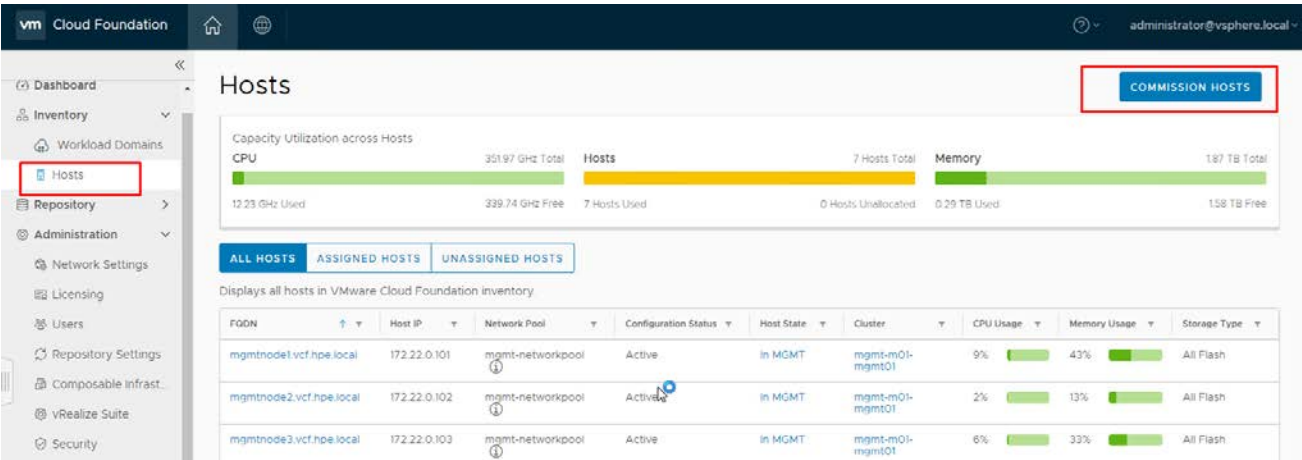 vm Cloud Foundation
administrator@vsphere.local
Dashboard
Inventory
Workload Domains
Hosts
Repository
Administration
Network Settings
Licensing
Users
Repository Settings
Composable Infrast...
vRealize Suite
Security
Hosts
COMMISSION HOSTS
Capacity Utilization across Hosts
CPU 351.97 GHz Total
12.23 GHz Used 339.74 GHz Free
Hosts 7 Hosts Total
7 Hosts Used 0 Hosts Unallocated
Memory 1.87 TB Total
0.29 TB Used 1.58 TB Free
ALL HOSTS ASSIGNED HOSTS UNASSIGNED HOSTS
Displays all hosts in VMware Cloud Foundation inventory
FQDN Host IP Network Pool Configuration Status Host State Cluster CPU Usage Memory Usage Storage Type
mgmtnode1.vcf.hpe.local 172.22.0.101 mgmt-networkpool Active In MGMT mgmt-m01-mgmt01 9% 43% All Flash
mgmtnode2.vcf.hpe.local 172.22.0.102 mgmt-networkpool Active In MGMT mgmt-m01-mgmt01 2% 13% All Flash
mgmtnode3.vcf.hpe.local 172.22.0.103 mgmt-networkpool Active In MGMT mgmt-m01-mgmt01 6% 33% All Flash